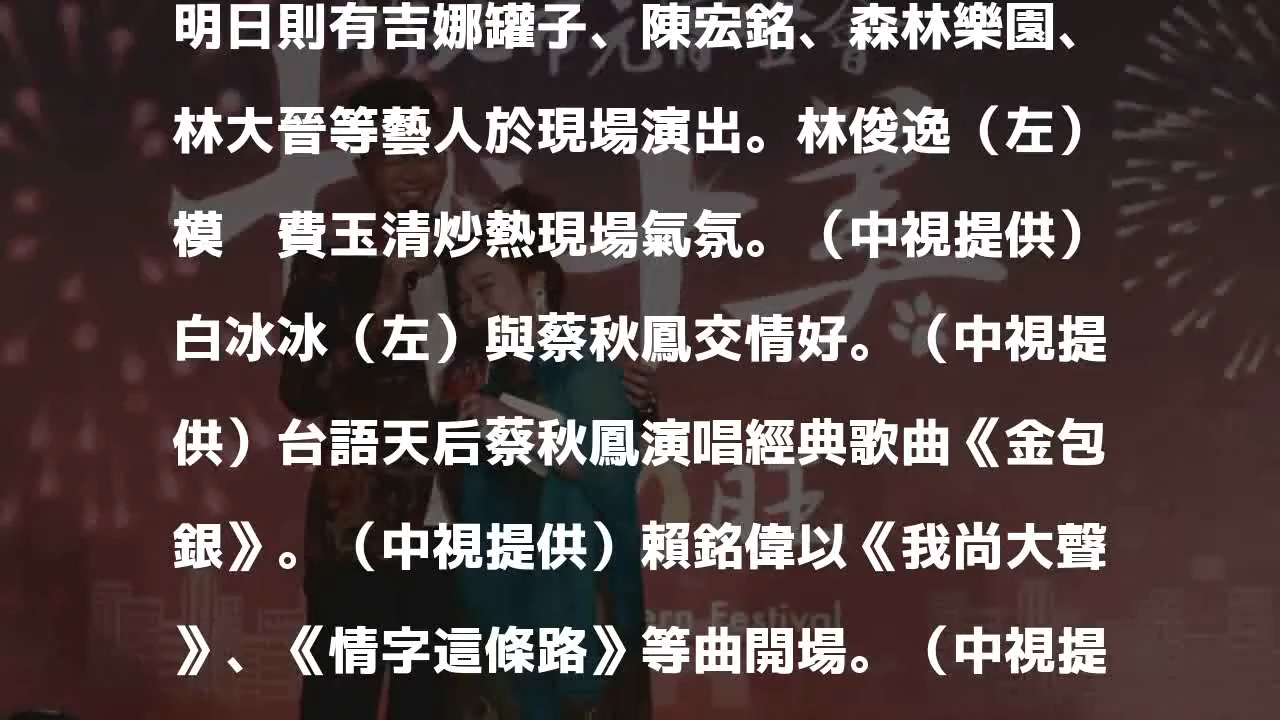 明日則有吉娜罐子、陳宏銘、森林樂園、
林大晉等藝人於現場演出。林俊逸（左）
模　費玉清炒熱現場氣氛。（中視提供）
白冰冰（左）與蔡秋鳳交情好。（中視提
供）台語天后蔡秋鳳演唱經典歌曲《金包
銀》。（中視提供）賴銘偉以《我尚大聲
》、《情字這條路》等曲開場。（中視提
Festival